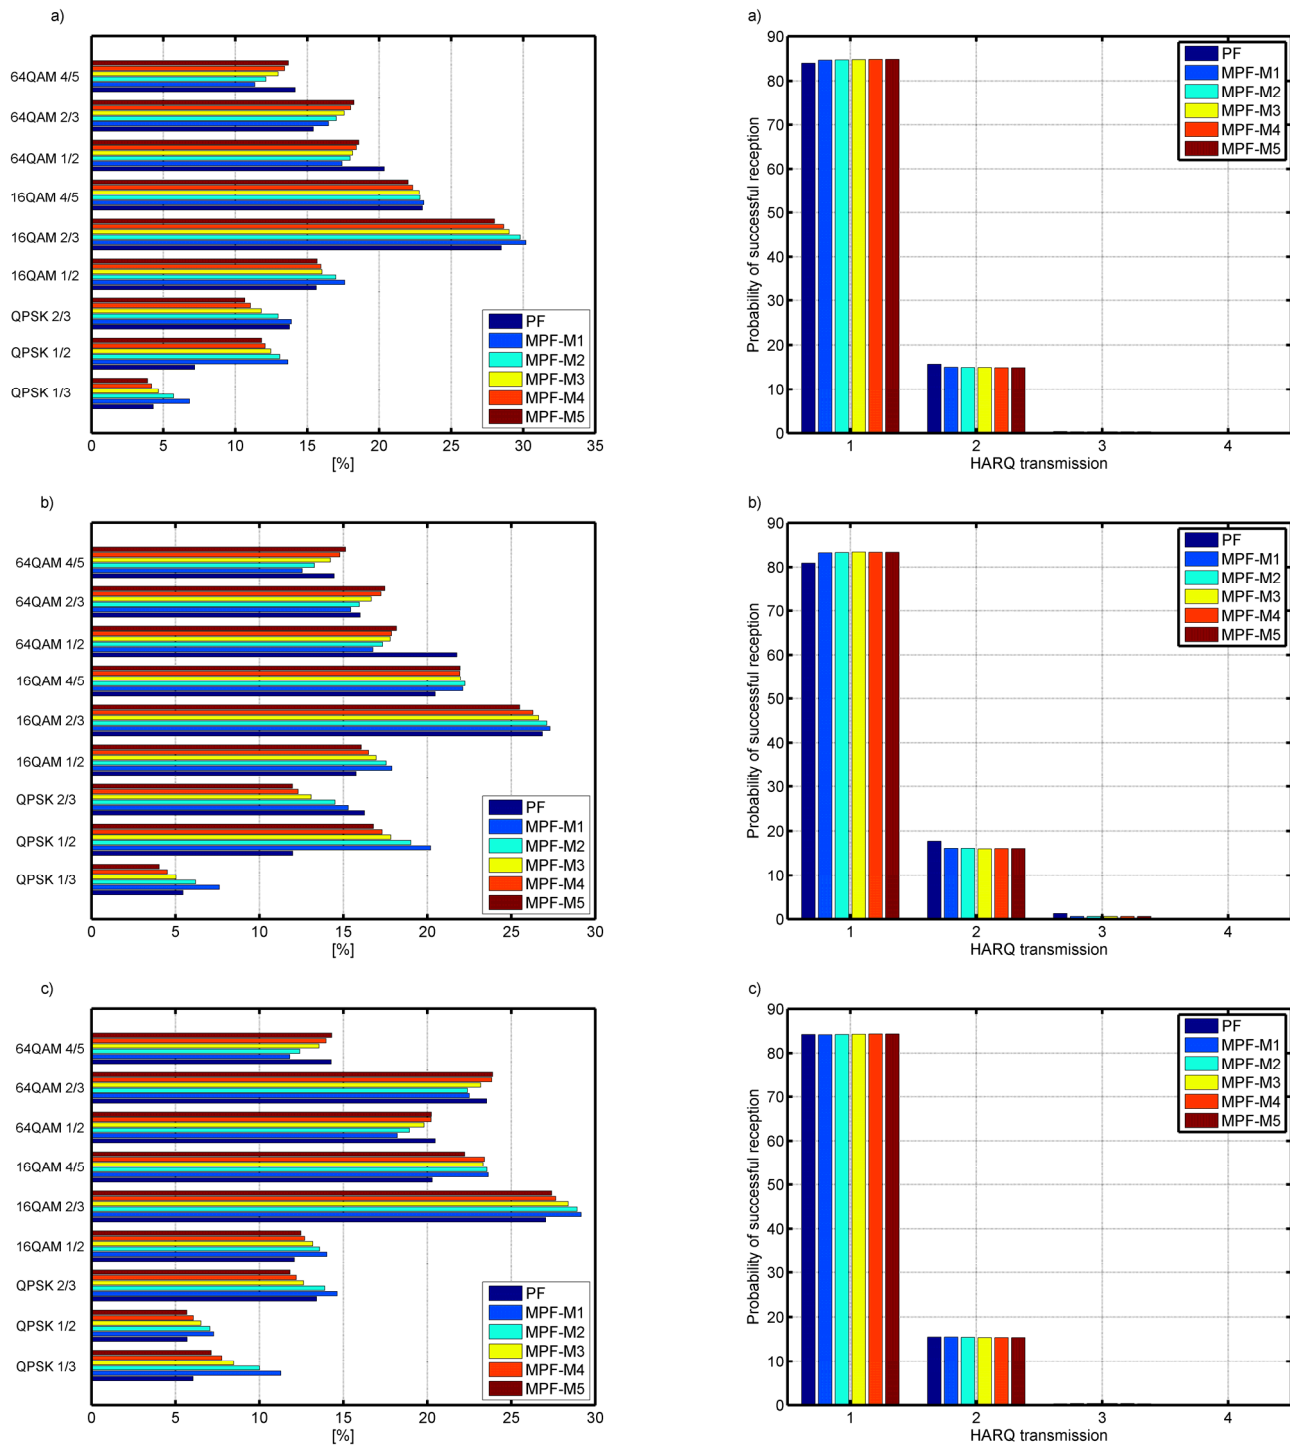 a)
64QAM 4/5
64QAM 2/3
64QAM 1/2
16QAM 4/5
16QAM 2/3
16QAM 1/2
QPSK 2/3
QPSK 1/2
QPSK 1/3
PF
MPF-M1
MPF-M2
MPF-M3
MPF-M4
MPF-M5
0 5 10 15 20 25 30 35
[%]
a)
Probability of successful reception
90
80
70
60
50
40
30
20
10
0
PF
MPF-M1
MPF-M2
MPF-M3
MPF-M4
MPF-M5
1 2 3 4
HARQ transmission
b)
64QAM 4/5
64QAM 2/3
64QAM 1/2
16QAM 4/5
16QAM 2/3
16QAM 1/2
QPSK 2/3
QPSK 1/2
QPSK 1/3
PF
MPF-M1
MPF-M2
MPF-M3
MPF-M4
MPF-M5
0 5 10 15 20 25 30
[%]
b)
Probability of successful reception
90
80
70
60
50
40
30
20
10
0
PF
MPF-M1
MPF-M2
MPF-M3
MPF-M4
MPF-M5
1 2 3 4
HARQ transmission
c)
64QAM 4/5
64QAM 2/3
64QAM 1/2
16QAM 4/5
16QAM 2/3
16QAM 1/2
QPSK 2/3
QPSK 1/2
QPSK 1/3
PF
MPF-M1
MPF-M2
MPF-M3
MPF-M4
MPF-M5
0 5 10 15 20 25 30
[%]
c)
Probability of successful reception
90
80
70
60
50
40
30
20
10
0
PF
MPF-M1
MPF-M2
MPF-M3
MPF-M4
MPF-M5
1 2 3 4
HARQ transmission